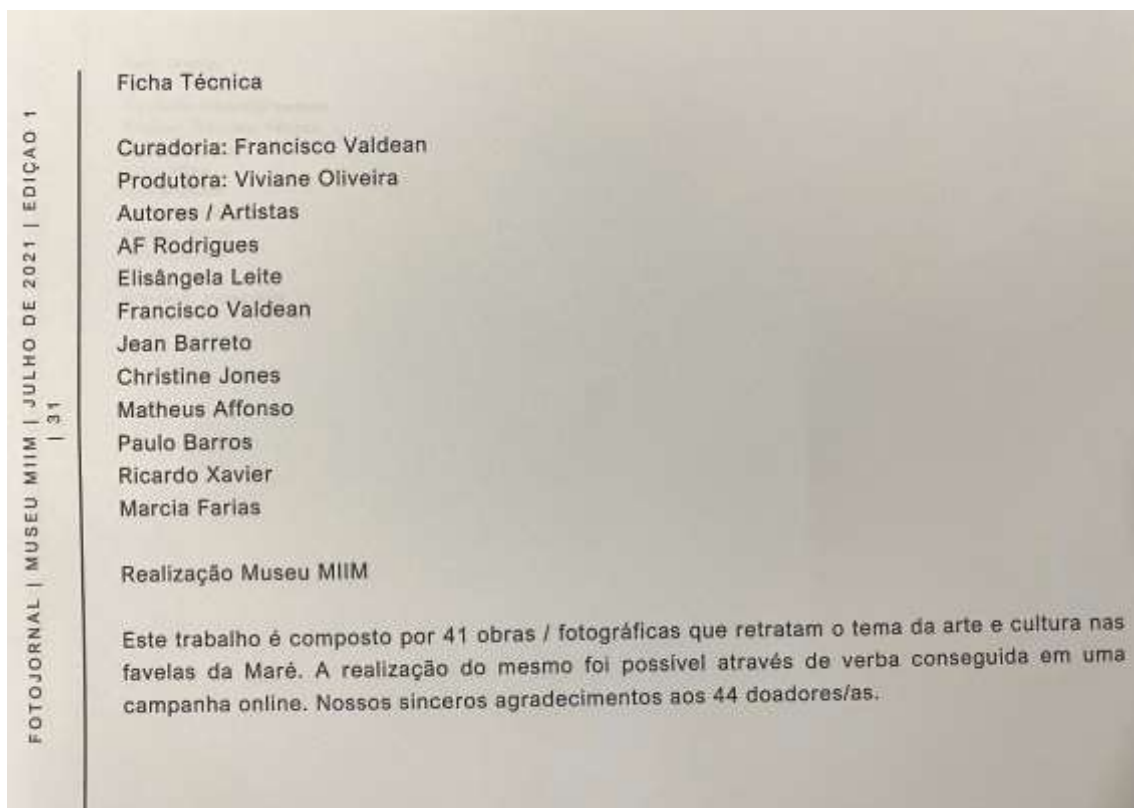 FOTOJORNAL | MUSEU MIIM | JULHO DE 2021 | EDIÇAO 1
| 31
Ficha Técnica
Curadoria: Francisco Valdean
Produtora: Viviane Oliveira
Autores / Artistas
AF Rodrigues
Elisângela Leite
Francisco Valdean
Jean Barreto
Christine Jones
Matheus Affonso
Paulo Barros
Ricardo Xavier
Marcia Farias
Realização Museu MIIM
Este trabalho é composto por 41 obras / fotográficas que retratam o tema da arte e cultura nas
favelas da Maré. A realização do mesmo foi possível através de verba conseguida em uma
campanha online. Nossos sinceros agradecimentos aos 44 doadores/as.